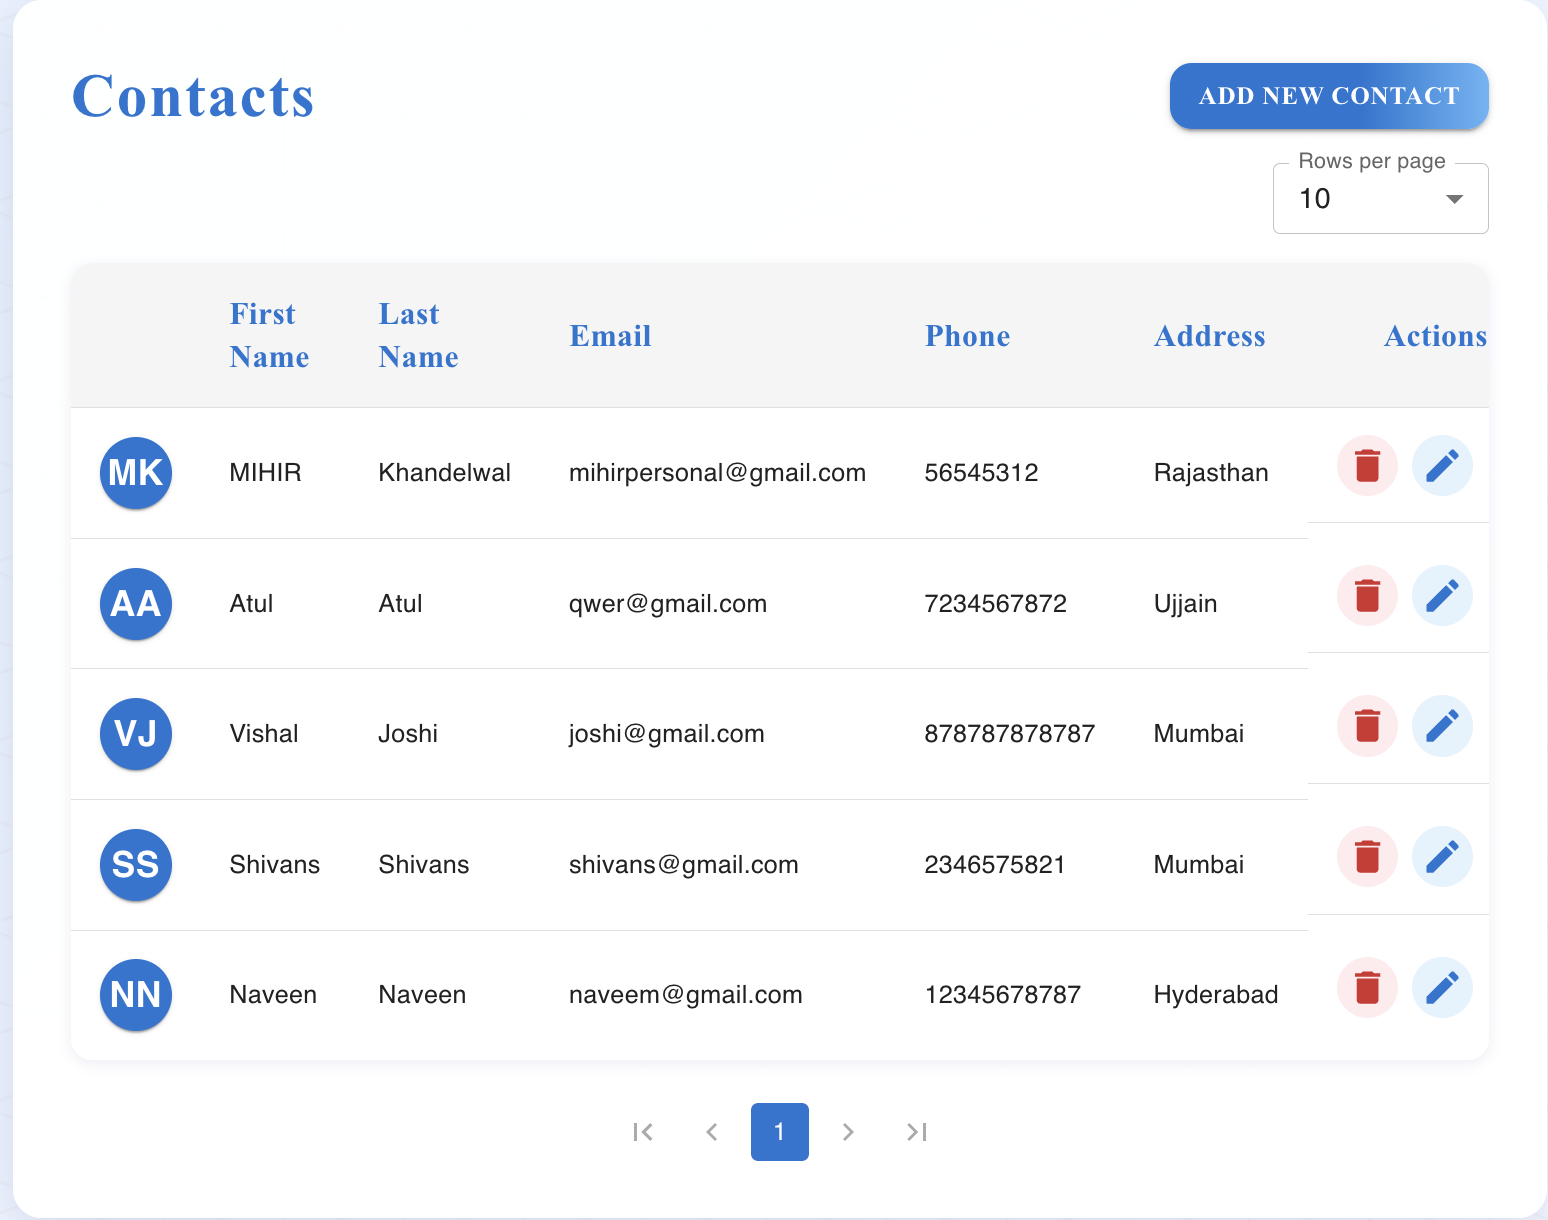 Contacts
ADD NEW CONTACT
Rows per page
10
First Name Last Name Email Phone Address Actions
MK MIHIR Khandelwal mihirpersonal@gmail.com 56545312 Rajasthan
AA Atul Atul qwer@gmail.com 7234567872 Ujjain
VJ Vishal Joshi joshi@gmail.com 878787878787 Mumbai
SS Shivans Shivans shivans@gmail.com 2346575821 Mumbai
NN Naveen Naveen naveem@gmail.com 12345678787 Hyderabad
1